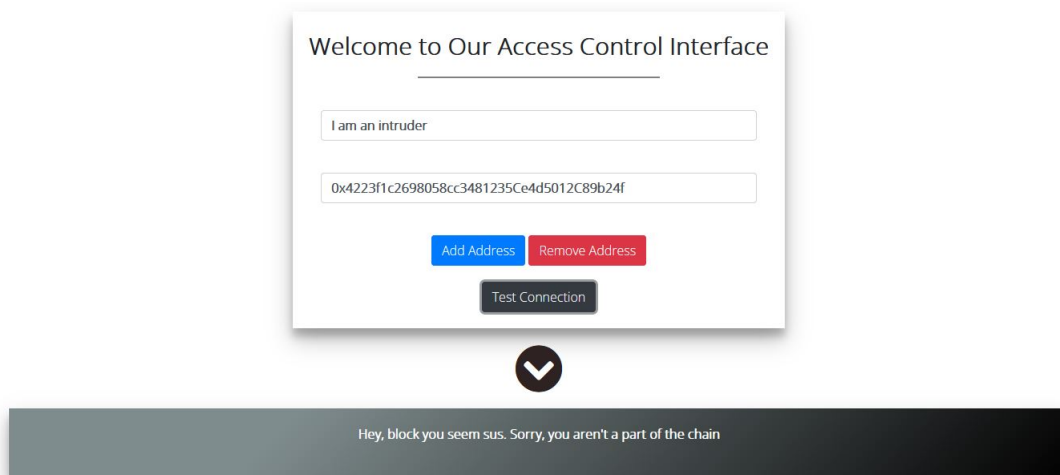 Welcome to Our Access Control Interface
I am an intruder
0x4223f1c2698058cc3481235Ce4d5012C89b24f
Add Address Remove Address
Test Connection
Hey, block you seem sus. Sorry, you aren't a part of the chain